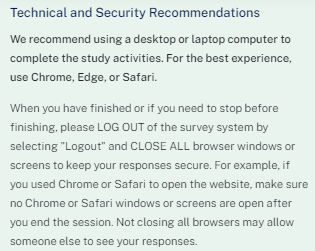 Technical and Security Recommendations
We recommend using a desktop or laptop computer to
complete the study activities. For the best experience,
use Chrome, Edge, or Safari.
When you have finished or if you need to stop before
finishing, please LOG OUT of the survey system by
selecting "Logout" and CLOSE ALL browser windows or
screens to keep your responses secure. For example, if
you used Chrome or Safari to open the website, make sure
no Chrome or Safari windows or screens are open after
you end the session. Not closing all browsers may allow
someone else to see your responses.